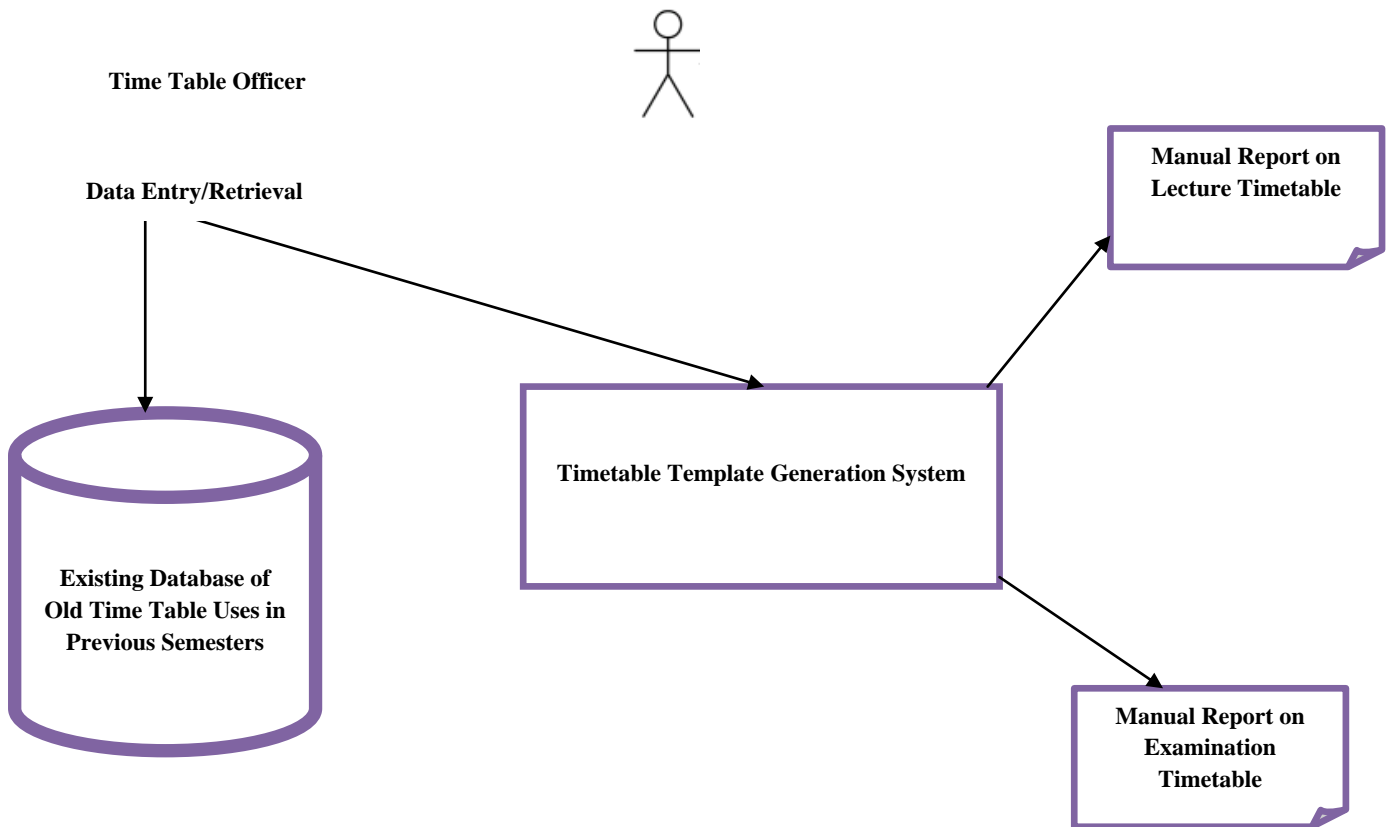 Time Table Officer
Data Entry/Retrieval
Manual Report on
Lecture Timetable
Timetable Template Generation System
Existing Database of
Old Time Table Uses in
Previous Semesters
Manual Report on
Examination
Timetable